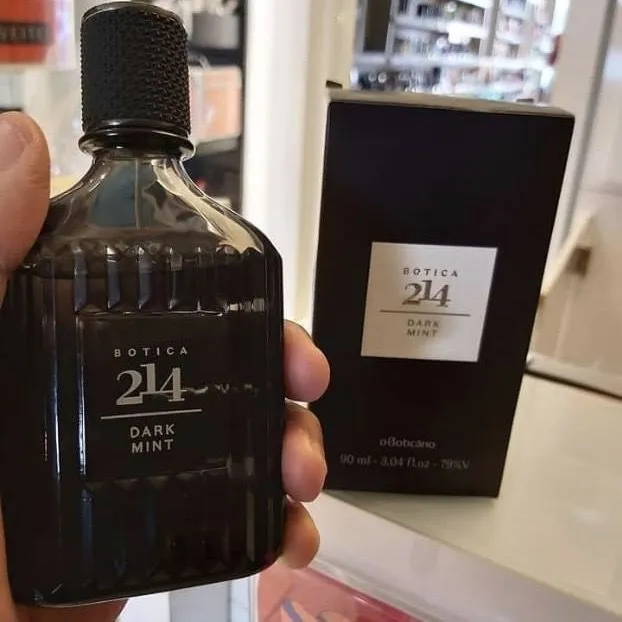 BOTICA
214
DARK
MINT
BOTICA
214
DARK
MINT
oBoticário
90 ml - 3.04 fl.oz - 79%V